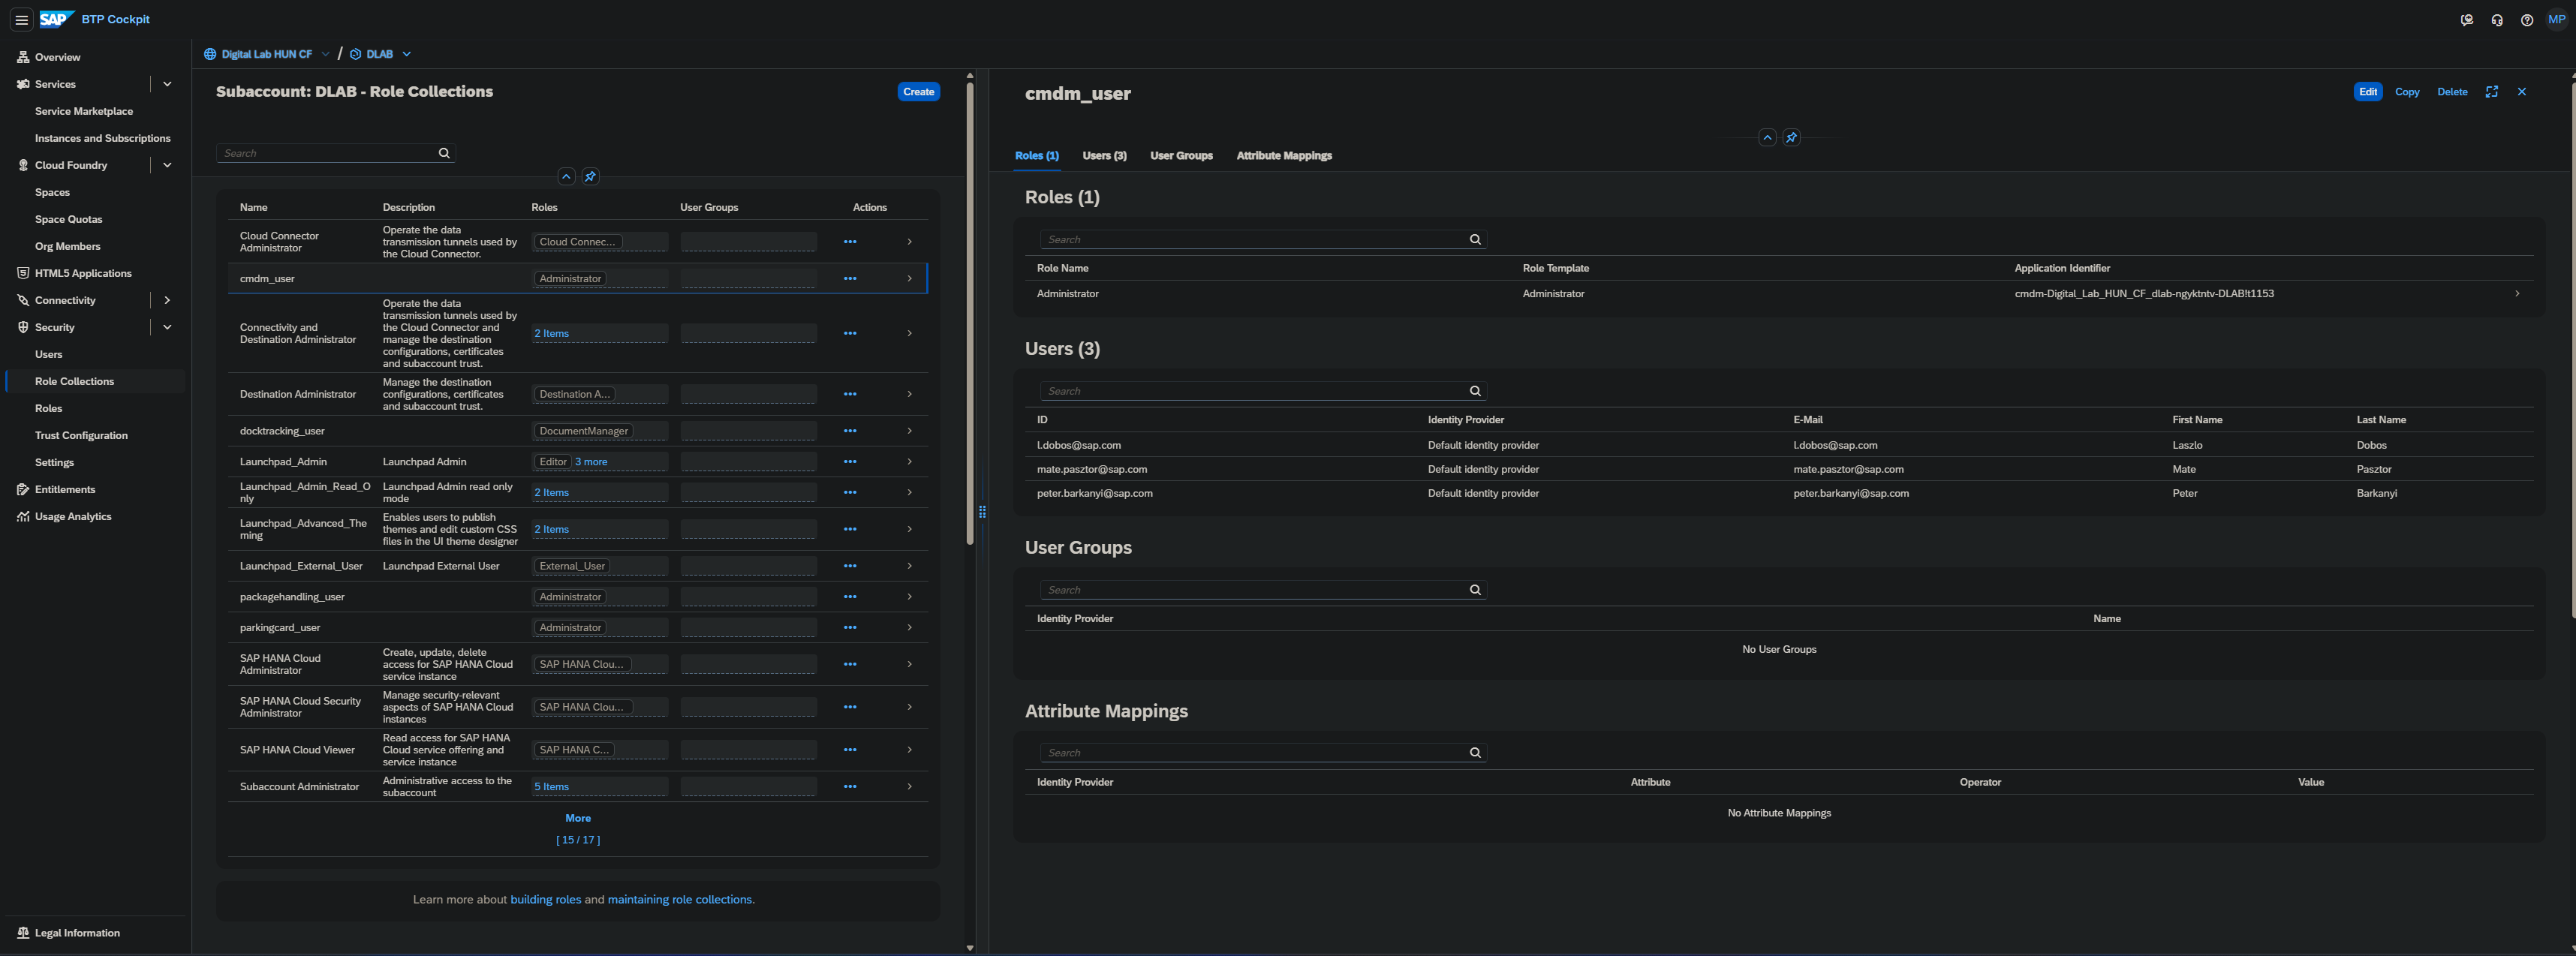 SAP BTP Cockpit
MP
Overview
Services
Service Marketplace
Instances and Subscriptions
Cloud Foundry
Spaces
Space Quotas
Org Members
HTML5 Applications
Connectivity
Security
Users
Role Collections
Roles
Trust Configuration
Settings
Entitlements
Usage Analytics
Legal Information
Digital Lab HUN CF / DLAB
Subaccount: DLAB - Role Collections
Create
Search
Name Description Roles User Groups Actions
Cloud Connector
Administrator
Operate the data
transmission tunnels used by
the Cloud Connector.
Cloud Connec...
cmdm_user
Administrator
Connectivity and
Destination Administrator
Operate the data
transmission tunnels used by
the Cloud Connector and
manage the destination
configurations, certificates
and subaccount trust.
2 Items
Destination Administrator
Manage the destination
configurations, certificates
and subaccount trust.
Destination A...
docktracking_user
DocumentManager
Launchpad_Admin
Launchpad Admin
Editor 3 more
Launchpad_Admin_Read_O
nly
Launchpad Admin read only
mode
2 Items
Launchpad_Advanced_The
ming
Enables users to publish
themes and edit custom CSS
files in the UI theme designer
2 Items
Launchpad_External_User
Launchpad External User
External_User
packagehandling_user
Administrator
parkingcard_user
Administrator
SAP HANA Cloud
Administrator
Create, update, delete
access for SAP HANA Cloud
service instance
SAP HANA Clou...
SAP HANA Cloud Security
Administrator
Manage security-relevant
aspects of SAP HANA Cloud
instances
SAP HANA Clou...
SAP HANA Cloud Viewer
Read access for SAP HANA
Cloud service offering and
service instance
SAP HANA C...
Subaccount Administrator
Administrative access to the
subaccount
5 Items
More
[ 15 / 17 ]
Learn more about building roles and maintaining role collections.
cmdm_user
Edit Copy Delete
Roles (1) Users (3) User Groups Attribute Mappings
Roles (1)
Search
Role Name Role Template Application Identifier
Administrator Administrator cmdm-Digital_Lab_HUN_CF_dlab-ngyktntv-DLAB!t1153
Users (3)
Search
ID Identity Provider E-Mail First Name Last Name
l.dobos@sap.com Default identity provider l.dobos@sap.com Laszlo Dobos
mate.pasztor@sap.com Default identity provider mate.pasztor@sap.com Mate Pasztor
peter.barkanyi@sap.com Default identity provider peter.barkanyi@sap.com Peter Barkanyi
User Groups
Search
Identity Provider Name
No User Groups
Attribute Mappings
Search
Identity Provider Attribute Operator Value
No Attribute Mappings